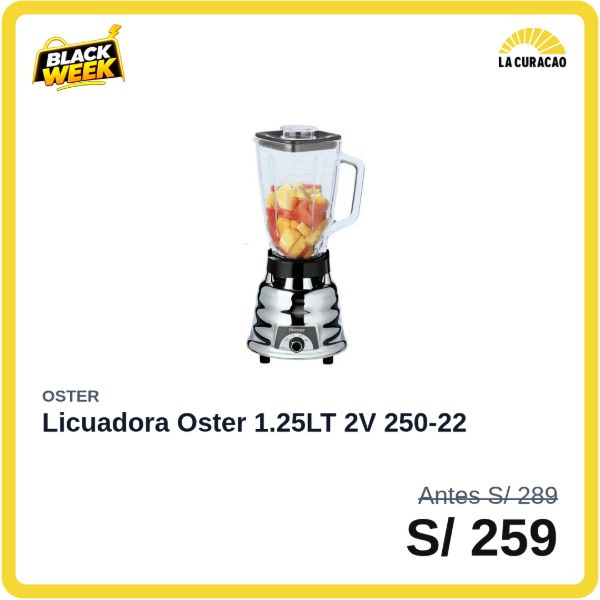 BLACK
WEEK
LA CURACAO
OSTER
Licuadora Oster 1.25LT 2V 250-22
Antes S/ 289
S/ 259